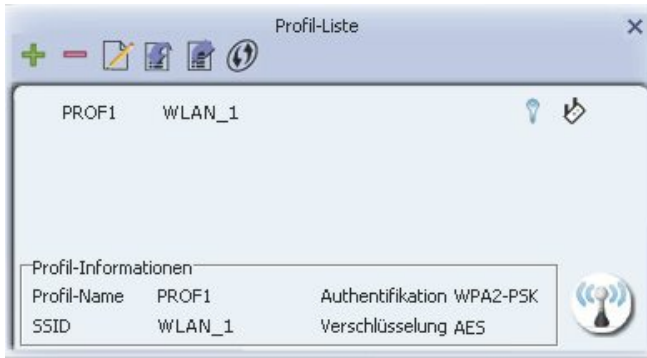 Profil-Liste
PROF1 WLAN_1
Profil-Informationen
Profil-Name PROF1 Authentifikation WPA2-PSK
SSID WLAN_1 Verschlüsselung AES